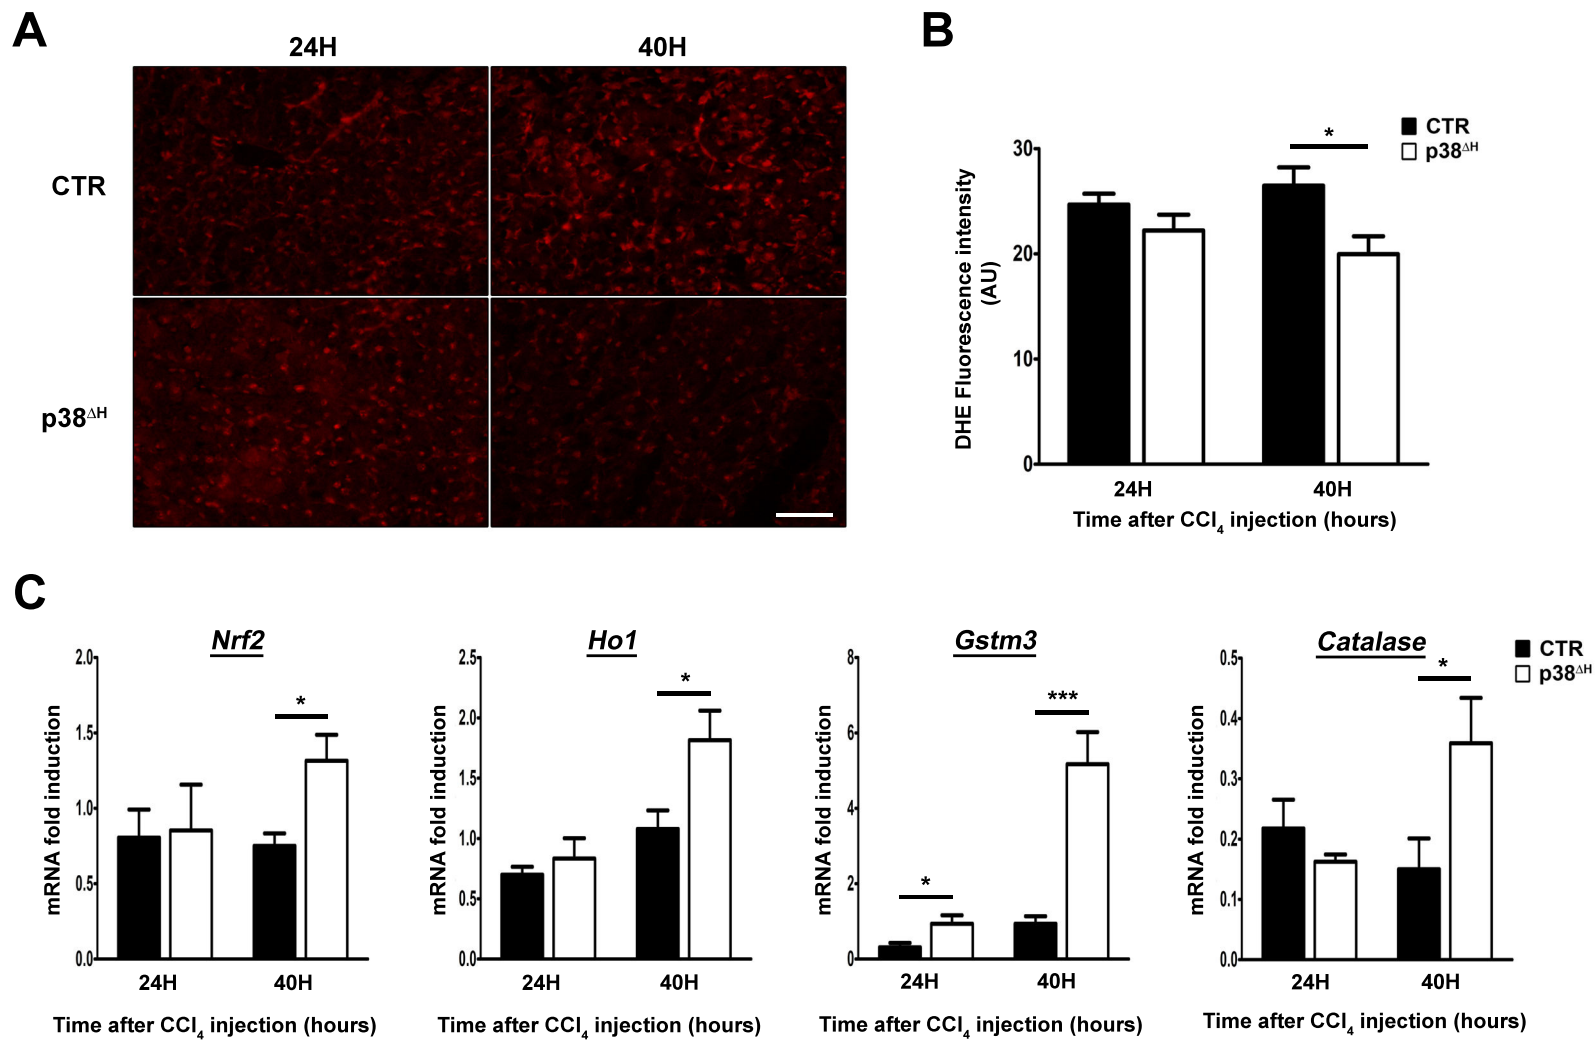 A
24H 40H
CTR
p38ΔH
B
CTR
p38ΔH
*
30
20
10
0
DHE Fluorescence intensity
(AU)
24H 40H
Time after CCl4 injection (hours)
C
Nrf2
2.0
1.5
1.0
0.5
0.0
*
mRNA fold induction
24H 40H
Time after CCl4 injection (hours)
Ho1
2.5
2.0
1.5
1.0
0.5
0.0
*
mRNA fold induction
24H 40H
Time after CCl4 injection (hours)
Gstm3
8
6
4
2
0
*
***
mRNA fold induction
24H 40H
Time after CCl4 injection (hours)
Catalase
0.5
0.4
0.3
0.2
0.1
0.0
*
mRNA fold induction
24H 40H
Time after CCl4 injection (hours)
CTR
p38ΔH